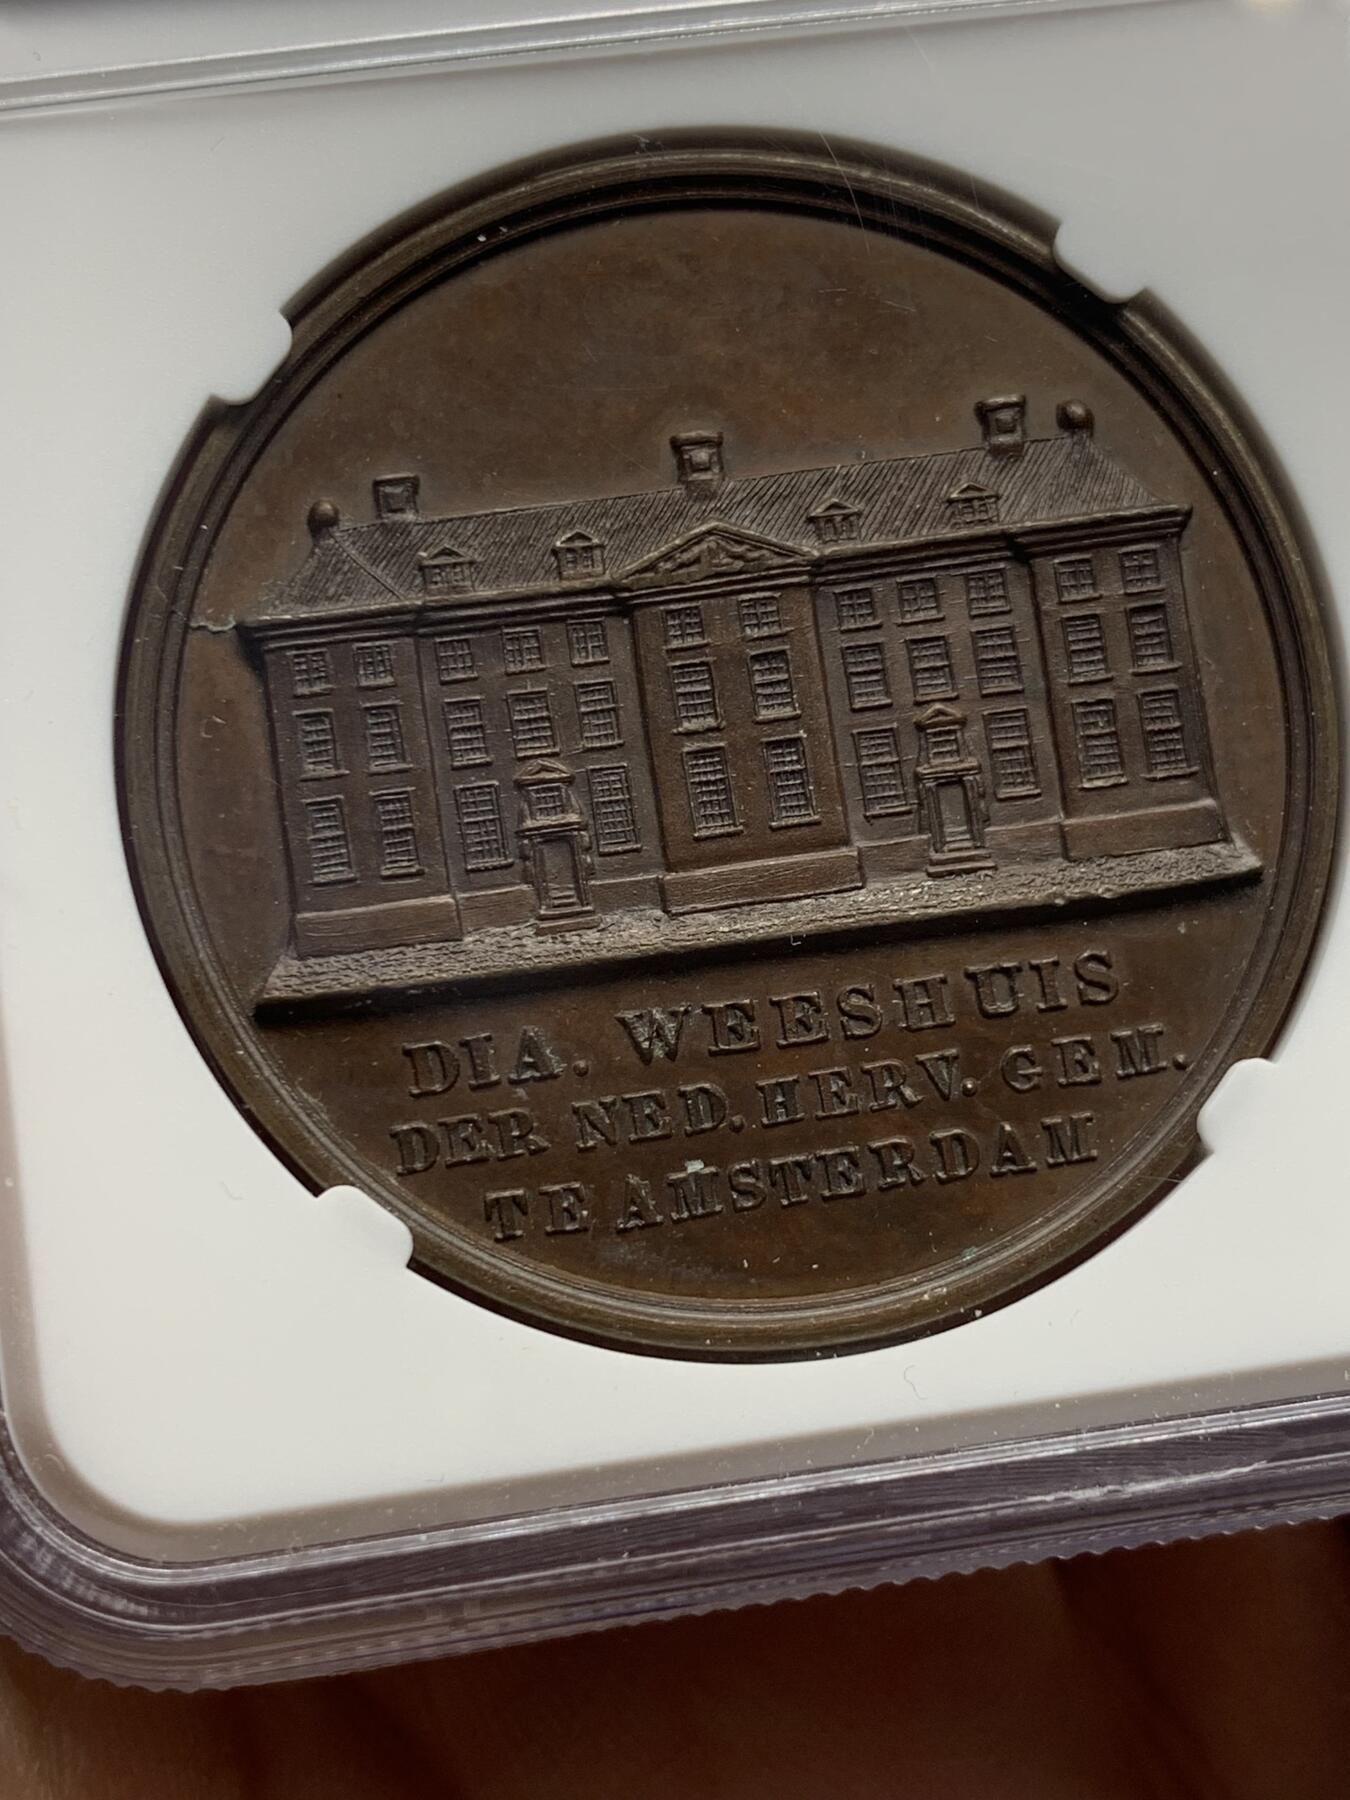 DIA. WEESHUIS
DER NED. HERV. GEM.
TE AMSTERDAM